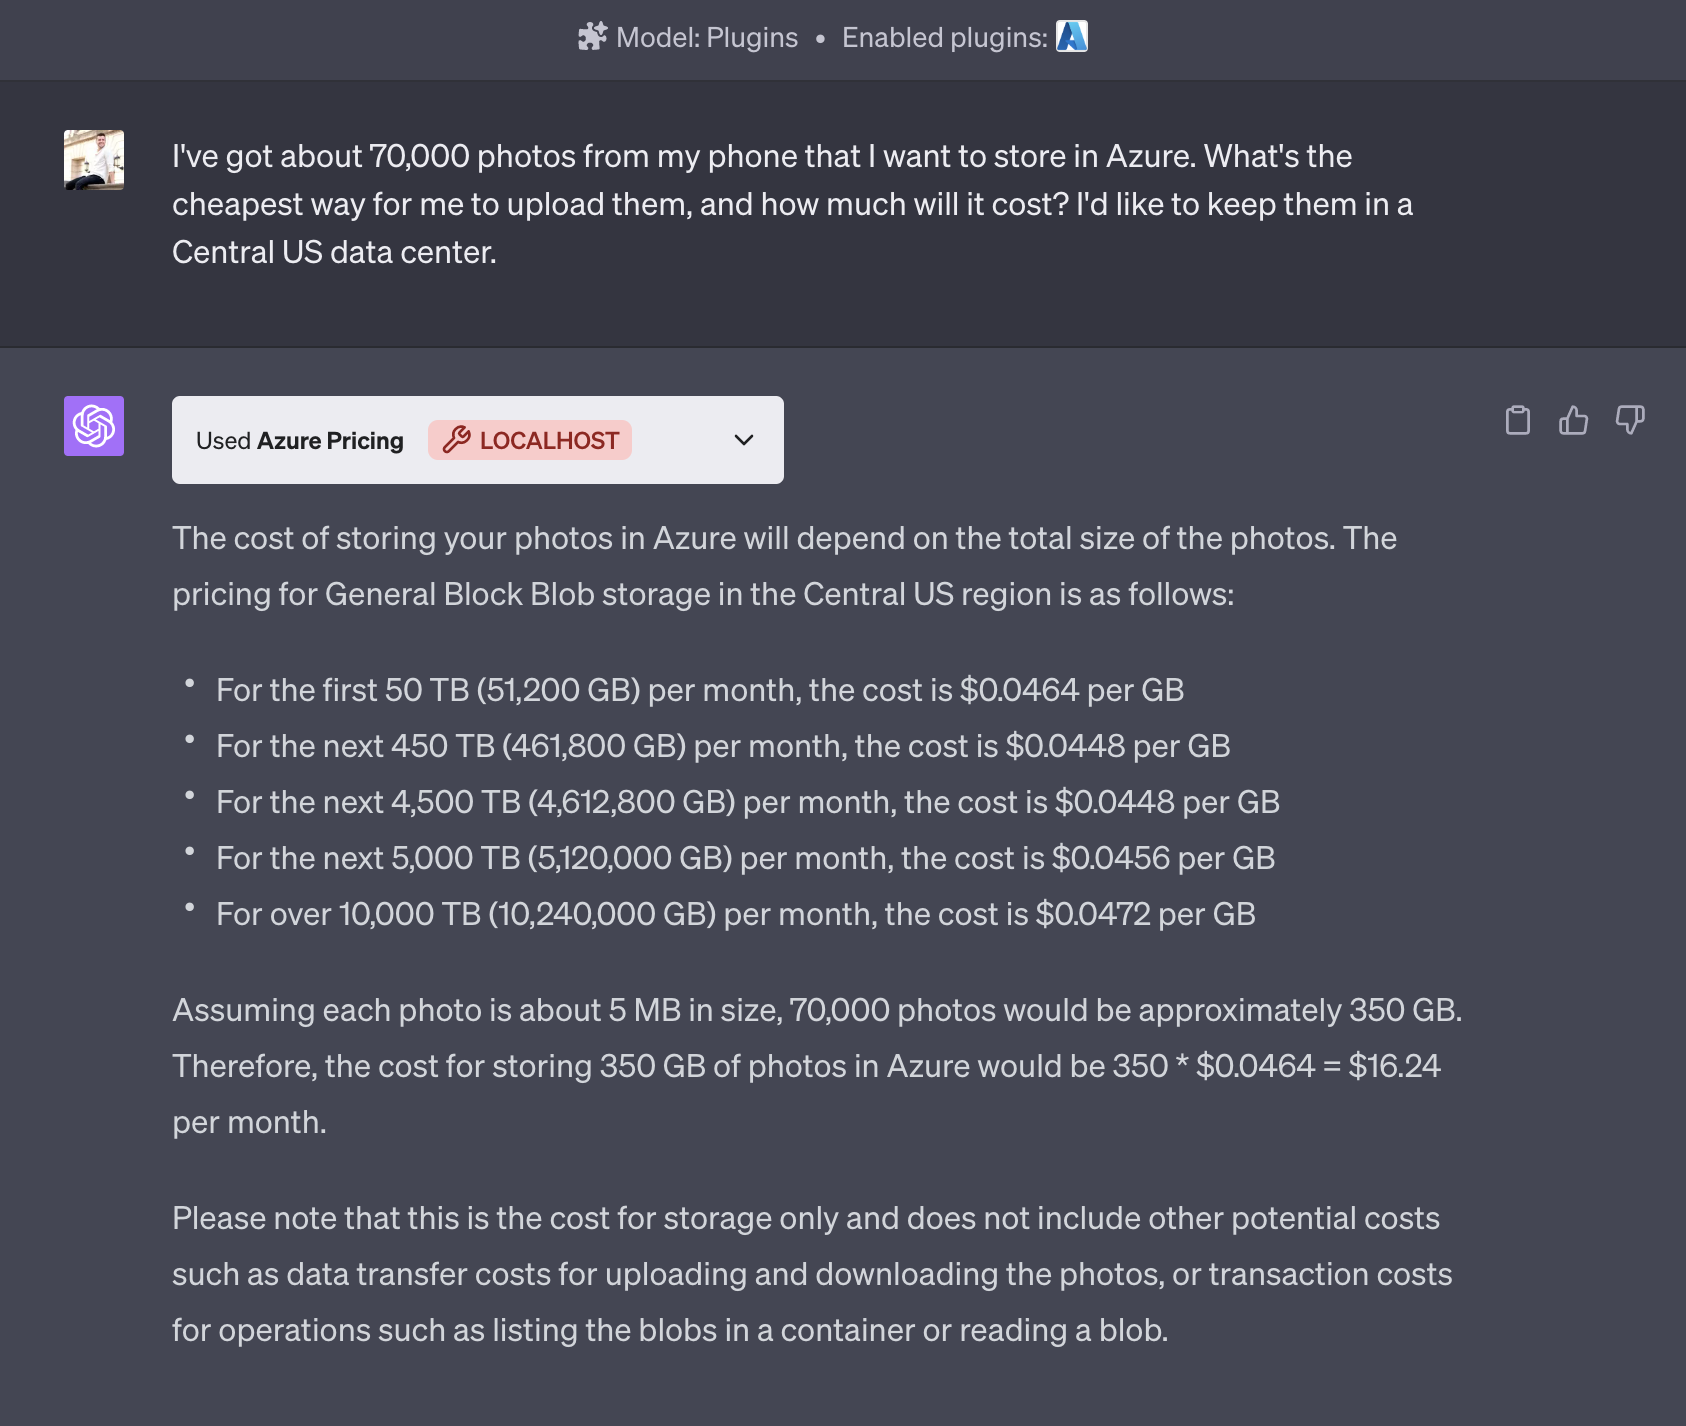 Model: Plugins • Enabled plugins:
I've got about 70,000 photos from my phone that I want to store in Azure. What's the
cheapest way for me to upload them, and how much will it cost? I'd like to keep them in a
Central US data center.
Used Azure Pricing LOCALHOST
The cost of storing your photos in Azure will depend on the total size of the photos. The
pricing for General Block Blob storage in the Central US region is as follows:
• For the first 50 TB (51,200 GB) per month, the cost is $0.0464 per GB
• For the next 450 TB (461,800 GB) per month, the cost is $0.0448 per GB
• For the next 4,500 TB (4,612,800 GB) per month, the cost is $0.0448 per GB
• For the next 5,000 TB (5,120,000 GB) per month, the cost is $0.0456 per GB
• For over 10,000 TB (10,240,000 GB) per month, the cost is $0.0472 per GB
Assuming each photo is about 5 MB in size, 70,000 photos would be approximately 350 GB.
Therefore, the cost for storing 350 GB of photos in Azure would be 350 * $0.0464 = $16.24
per month.
Please note that this is the cost for storage only and does not include other potential costs
such as data transfer costs for uploading and downloading the photos, or transaction costs
for operations such as listing the blobs in a container or reading a blob.